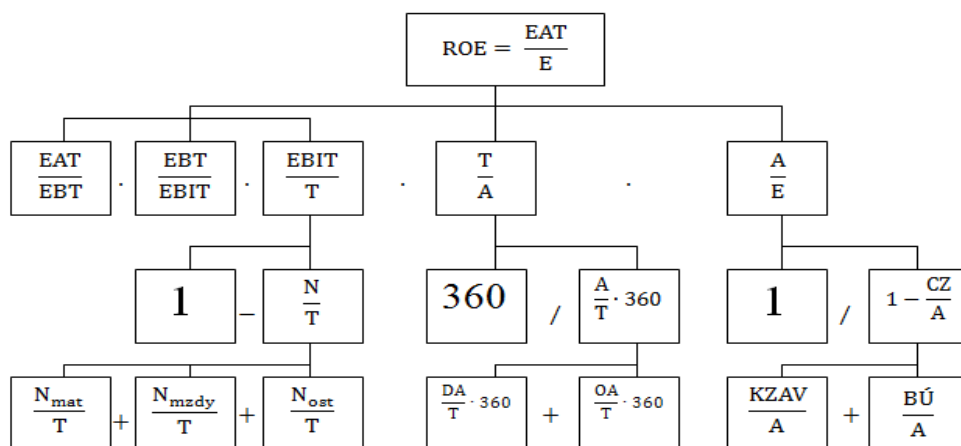 ROE = EAT/E
EAT/EBT · EBT/EBIT · EBIT/T · T/A · A/E
1 − N/T 360 / A/T · 360 1 / 1 − CZ/A
N_mat/T + N_mzdy/T + N_ost/T DA/T · 360 + OA/T · 360 KZAV/A + BÚ/A